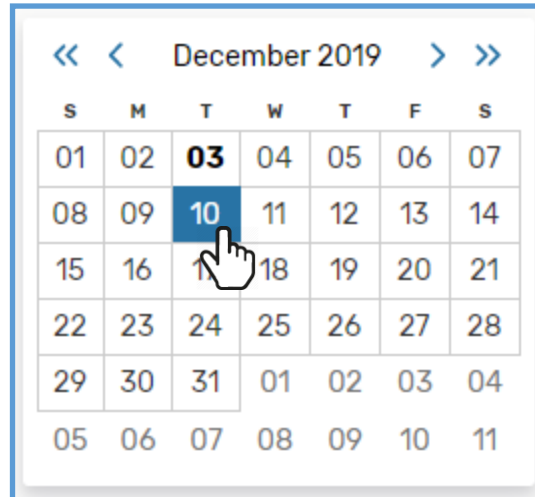 « < December 2019 > »
S M T W T F S
01 02 03 04 05 06 07
08 09 10 11 12 13 14
15 16 17 18 19 20 21
22 23 24 25 26 27 28
29 30 31 01 02 03 04
05 06 07 08 09 10 11